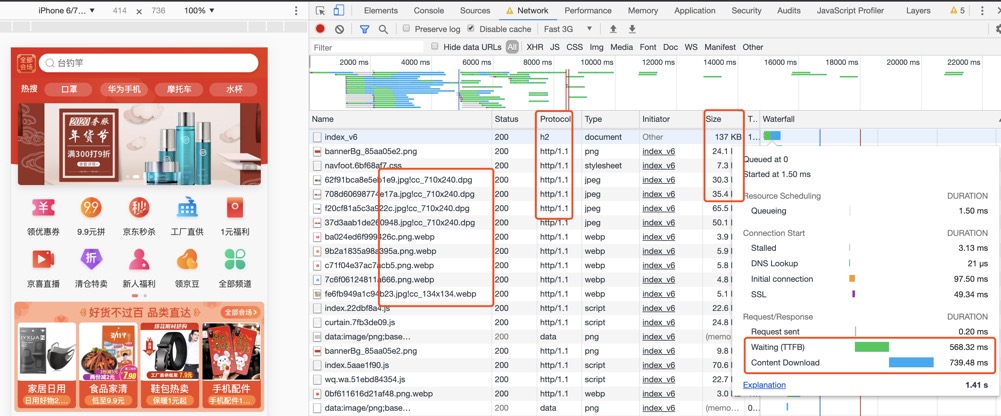 iPhone 6/7... ▼ 414 × 736 100% ▼
全部
会场
台钓竿
热搜 口罩 华为手机 摩托车 水杯
2020 春核
年货节
满300打9折
领优惠券 9.9元拼 京东秒杀 工厂直供 1元福利
京喜直播 清仓特卖 新人福利 领京豆 全部频道
好货不过百 品类直达 全部会场
家居日用 食品家清 鞋包热卖 手机配件
日用好物2... 低至9.9元 保暖1元起 手机配件1...
Elements Console Sources Network Performance Memory Application Security Audits JavaScript Profiler Layers 5
Preserve log Disable cache Fast 3G ▼
Filter Hide data URLs All XHR JS CSS Img Media Font Doc WS Manifest Other
2000 ms 4000 ms 6000 ms 8000 ms 10000 ms 12000 ms 14000 ms 16000 ms 18000 ms 20000 ms 22000 ms
Name Status Protocol Type Initiator Size T.. Waterfall
index_v6 200 h2 document Other 137 KB 1...
bannerBg_85aa05e2.png 200 http/1.1 png index_v6 24.1
navfoot.6bf68af7.css 200 http/1.1 stylesheet index_v6 7.3
62f91bca8e5eb1e9.jpg!cc_710x240.dpg 200 http/1.1 jpeg index_v6 30.3
708d60698774e17a.jpg!cc_710x240.dpg 200 http/1.1 jpeg index_v6 35.4
f20cf81a5c3a922c.jpg!cc_710x240.dpg 200 http/1.1 jpeg index_v6 65.5
37d3aab1de260948.jpg!cc_710x240.dpg 200 http/1.1 jpeg index_v6 50.1
ba024ed6f999426c.png.webp 200 http/1.1 webp index_v6 3.9
9b2a1835a98a395a.png.webp 200 http/1.1 webp index_v6 5.9
c71f04e37ac7acb5.png.webp 200 http/1.1 webp index_v6 5.8
7c6f06124811a666.png.webp 200 http/1.1 webp index_v6 4.8
fe6fb949a1c94b23.jpg!cc_134x134.webp 200 http/1.1 webp index_v6 5.1
index.22dbf8a4.js 200 http/1.1 script index_v6 22.6
curtain.7fb3de09.js 200 http/1.1 script index_v6 24.8
data:image/png;base... 200 data png index_v6 (memo
bannerBg_85aa05e2.png 200 http/1.1 png index_v6 9.8
index.5aae1f90.js 200 http/1.1 script index_v6 70.6
wq.wa.51ebd84354.js 200 http/1.1 script index_v6 22.7
0bf611616d21af48.png.webp 200 http/1.1 webp index_v6 3.0
data:image/png;base... 200 data png index_v6 (memo... 0...
Queued at 0
Started at 1.50 ms
Resource Scheduling DURATION
Queueing 1.50 ms
Connection Start DURATION
Stalled 3.13 ms
DNS Lookup 21 μs
Initial connection 97.50 ms
SSL 49.34 ms
Request/Response DURATION
Request sent 0.20 ms
Waiting (TTFB) 568.32 ms
Content Download 739.48 ms
Explanation 1.41 s